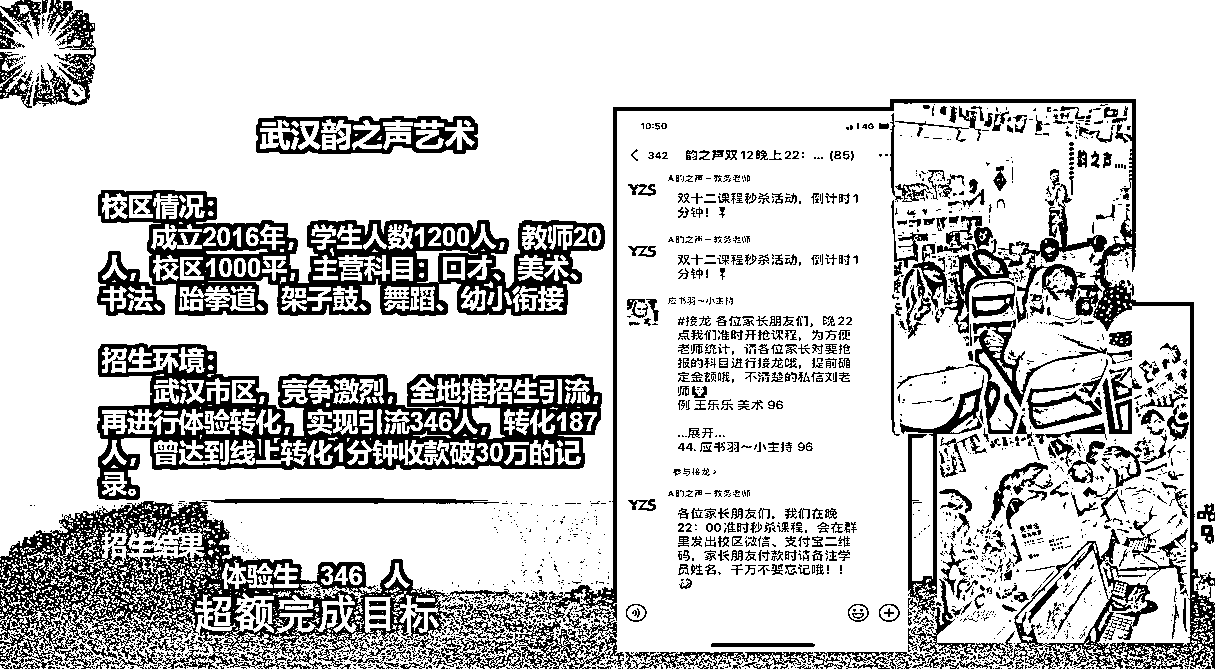 武汉韵之声艺术
校区情况：
成立2016年，学生人数1200人，教师20
人，校区1000平，主营科目：口才、美术、
书法、跆拳道、架子鼓、舞蹈、幼小衔接
招生环境：
武汉市区，竞争激烈，全地推招生引流，
再进行体验转化，实现引流346人，转化187
人，曾达到线上转化1分钟收款破30万的记
录。
招生结果：
体验生 346 人
超额完成目标
10:50
4G
342 韵之声双12晚上22：... (85) ...
A韵之声－教务老师
YZS
双十二课程秒杀活动，倒计时1
分钟！
A韵之声－教务老师
YZS
双十二课程秒杀活动，倒计时1
分钟！
应书羽～小主持
#接龙 各位家长朋友们，晚22
点我们准时开抢课程，为方便
老师统计，请各位家长对要抢
报的科目进行接龙哦，提前确
定金额哦，不清楚的私信刘老
师
例 王乐乐 美术 96
...展开...
44. 应书羽～小主持 96
参与接龙
A韵之声－教务老师
YZS
各位家长朋友们，我们在晚
22：00准时秒杀课程，会在群
里发出校区微信、支付宝二维
码，家长朋友付款时请备注学
员姓名，千万不要忘记哦！！
韵之声